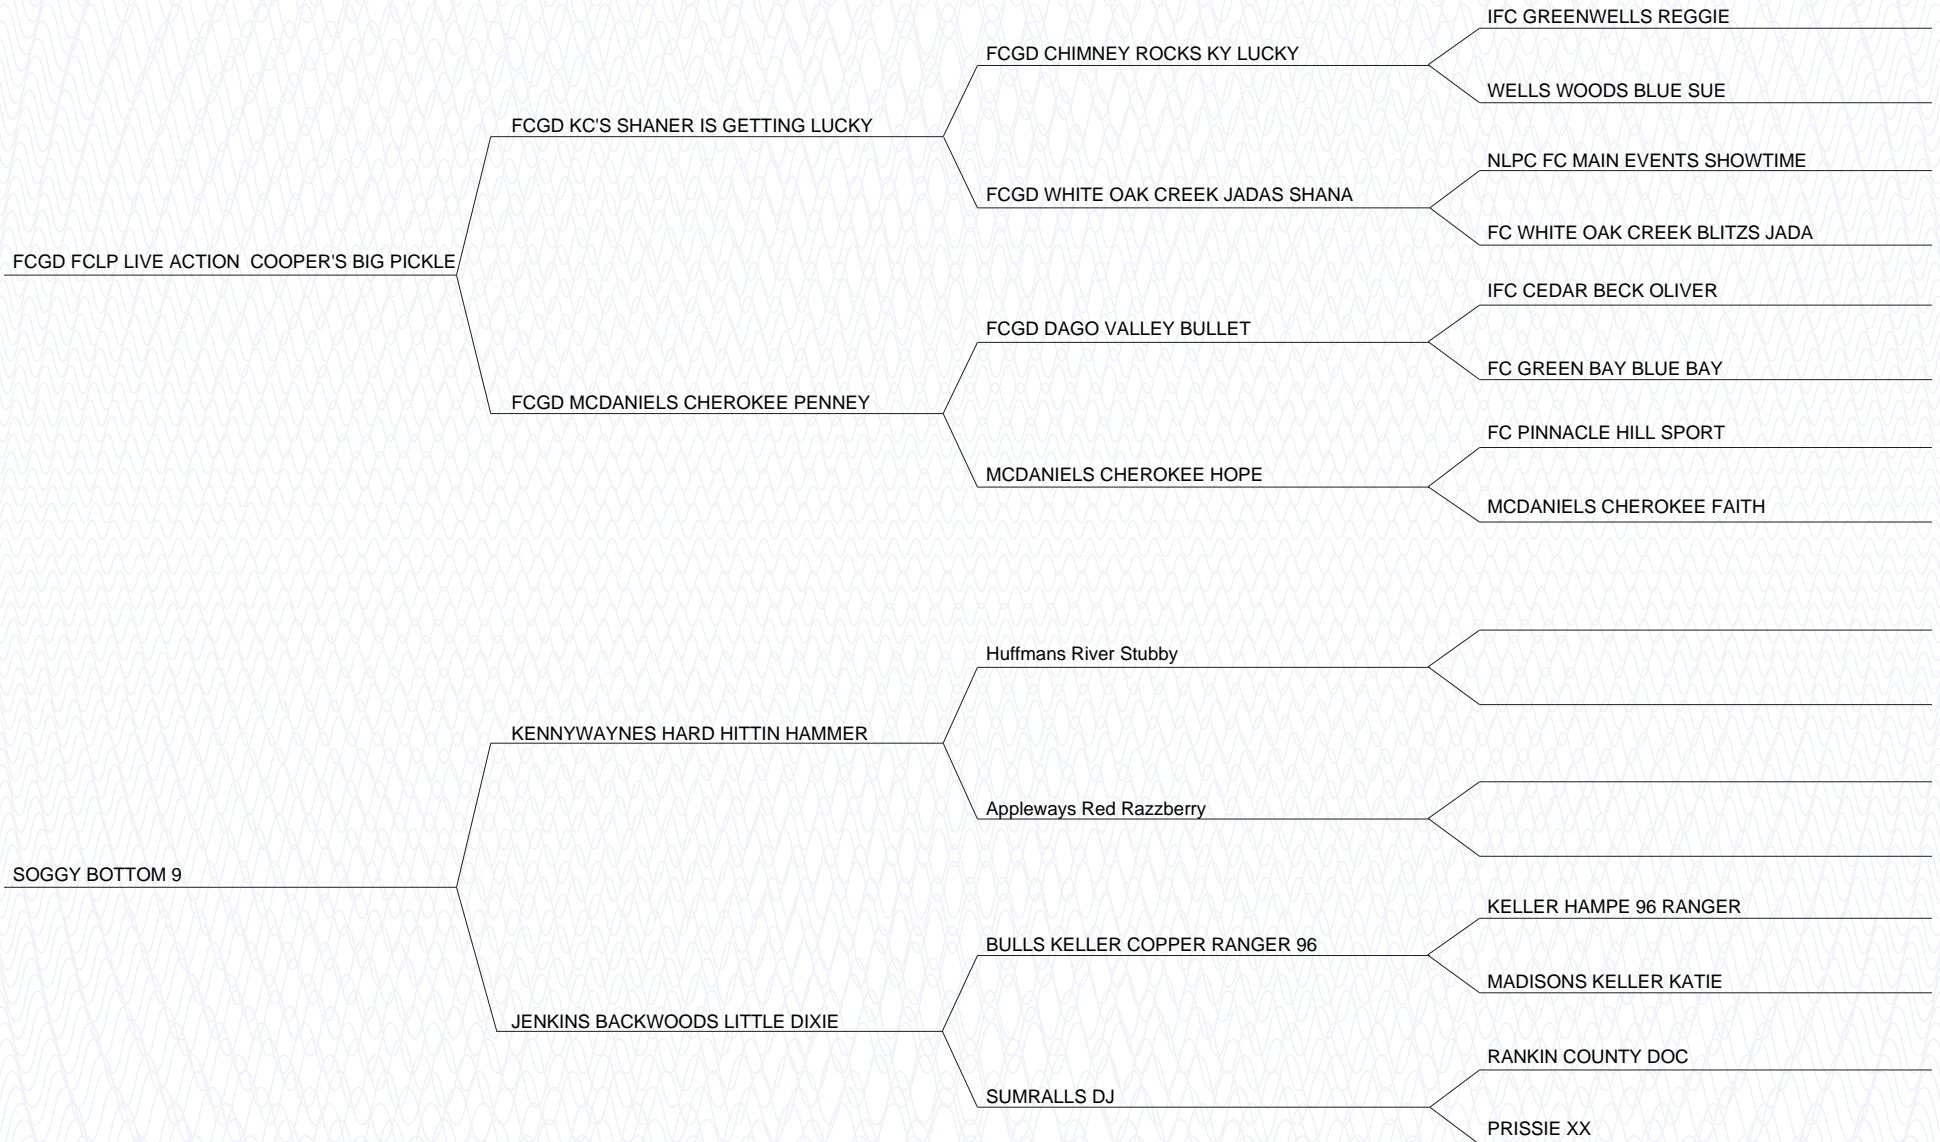 IFC GREENWELLS REGGIE
FCGD CHIMNEY ROCKS KY LUCKY
WELLS WOODS BLUE SUE
FCGD KC'S SHANER IS GETTING LUCKY
NLPC FC MAIN EVENTS SHOWTIME
FCGD WHITE OAK CREEK JADAS SHANA
FC WHITE OAK CREEK BLITZS JADA
FCGD FCLP LIVE ACTION  COOPER'S BIG PICKLE
IFC CEDAR BECK OLIVER
FCGD DAGO VALLEY BULLET
FC GREEN BAY BLUE BAY
FCGD MCDANIELS CHEROKEE PENNEY
FC PINNACLE HILL SPORT
MCDANIELS CHEROKEE HOPE
MCDANIELS CHEROKEE FAITH
Huffmans River Stubby
KENNYWAYNES HARD HITTIN HAMMER
Appleways Red Razzberry
SOGGY BOTTOM 9
KELLER HAMPE 96 RANGER
BULLS KELLER COPPER RANGER 96
MADISONS KELLER KATIE
JENKINS BACKWOODS LITTLE DIXIE
RANKIN COUNTY DOC
SUMRALLS DJ
PRISSIE XX